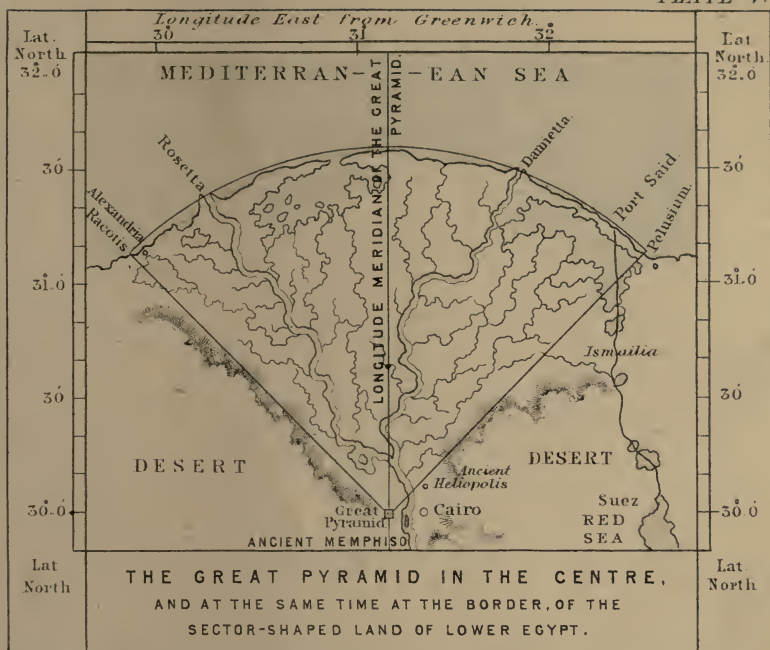 PLATE V.
Longitude East from Greenwich.
30 31 32
Lat. North 32.0
Lat North 32.0
MEDITERRAN- -EAN SEA
LONGITUDE MERIDIAN OF THE GREAT PYRAMID.
Rosetta
Damietta.
30
30
Alexandria
Racotis
Port Said.
Pelusium.
31.0
31.0
Ismailia
30
30
DESERT
DESERT
Ancient
Heliopolis
30.0
Great
Pyramid
Cairo
Suez
RED
SEA
30.0
ANCIENT MEMPHIS
Lat
North
Lat
North
THE GREAT PYRAMID IN THE CENTRE,
AND AT THE SAME TIME AT THE BORDER, OF THE
SECTOR-SHAPED LAND OF LOWER EGYPT.